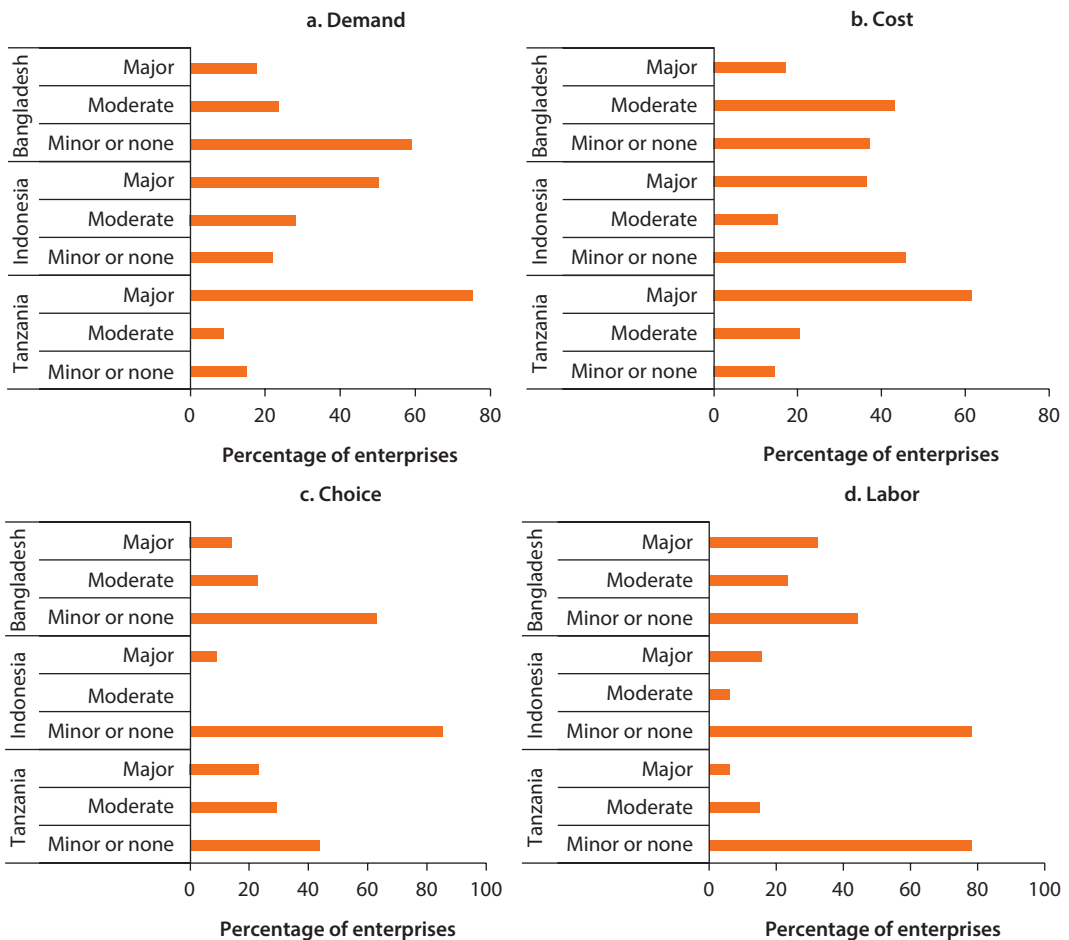 a. Demand
Bangladesh
Major
Moderate
Minor or none
Indonesia
Major
Moderate
Minor or none
Tanzania
Major
Moderate
Minor or none
0 20 40 60 80
Percentage of enterprises
b. Cost
Bangladesh
Major
Moderate
Minor or none
Indonesia
Major
Moderate
Minor or none
Tanzania
Major
Moderate
Minor or none
0 20 40 60 80
Percentage of enterprises
c. Choice
Bangladesh
Major
Moderate
Minor or none
Indonesia
Major
Moderate
Minor or none
Tanzania
Major
Moderate
Minor or none
0 20 40 60 80 100
Percentage of enterprises
d. Labor
Bangladesh
Major
Moderate
Minor or none
Indonesia
Major
Moderate
Minor or none
Tanzania
Major
Moderate
Minor or none
0 20 40 60 80 100
Percentage of enterprises